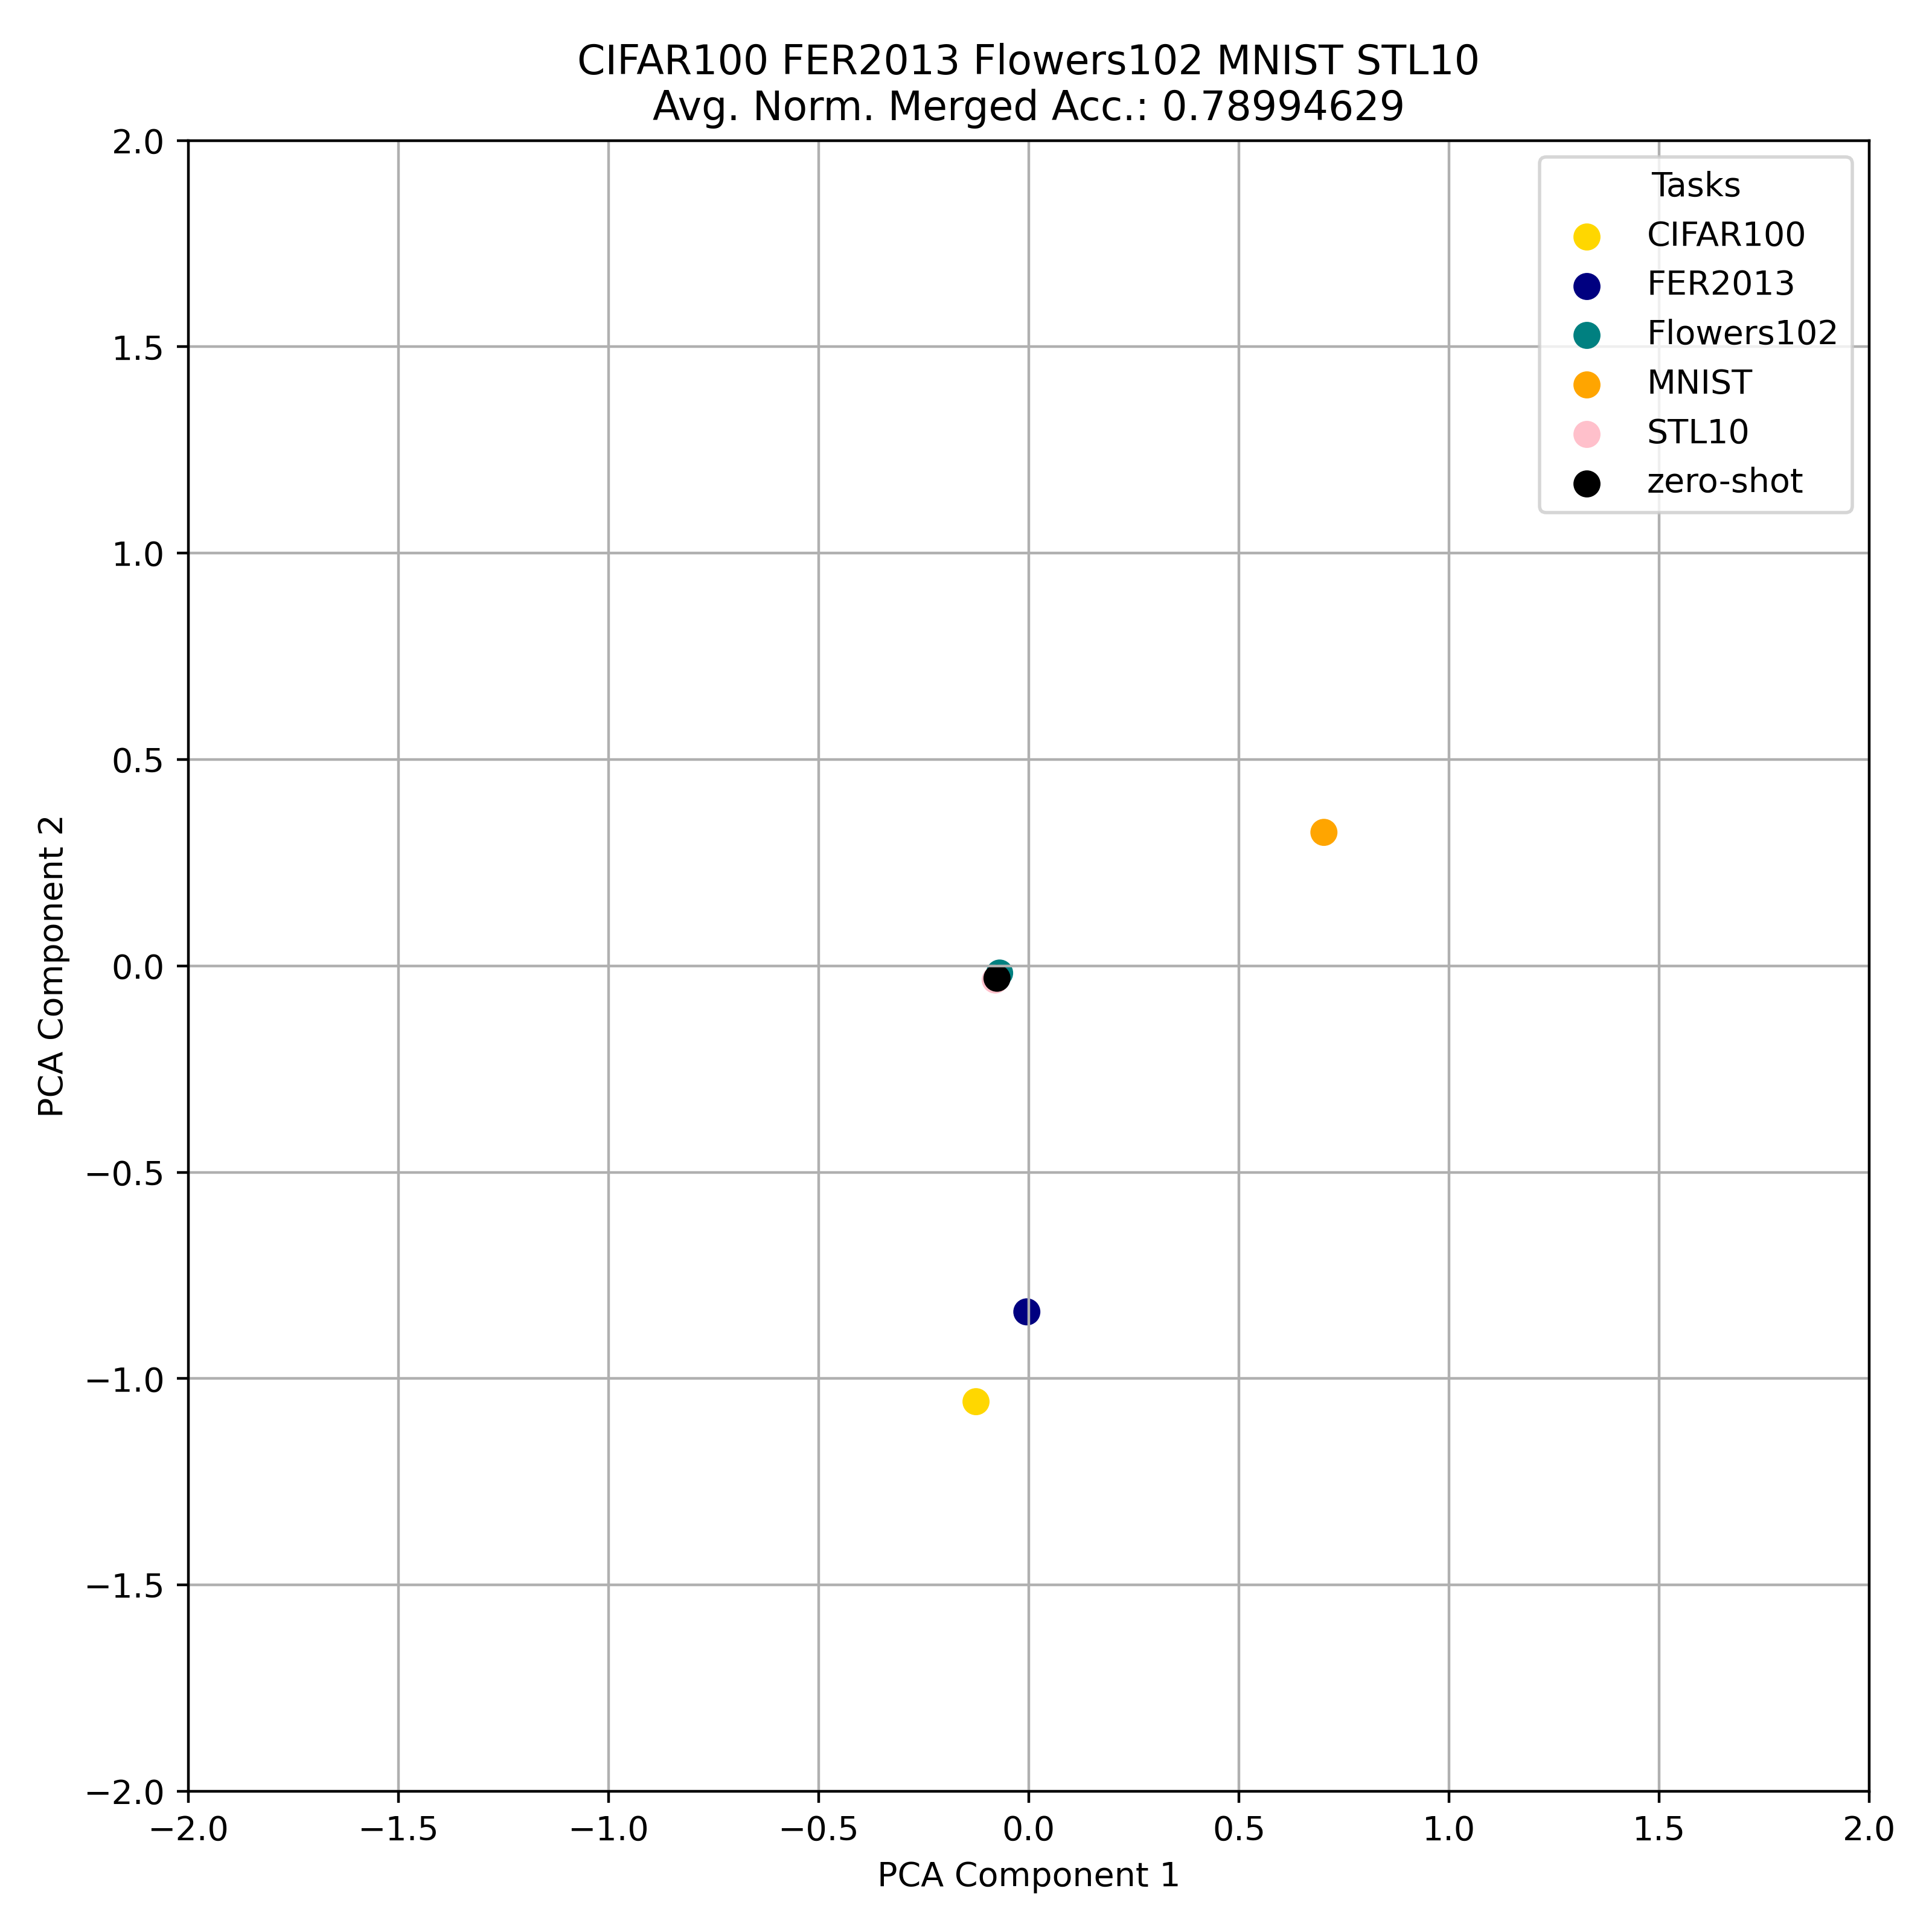 CIFAR100 FER2013 Flowers102 MNIST STL10
Avg. Norm. Merged Acc.: 0.78994629
Tasks
CIFAR100
FER2013
Flowers102
MNIST
STL10
zero-shot
2.0
1.5
1.0
0.5
0.0
−0.5
−1.0
−1.5
−2.0
PCA Component 2
−2.0 −1.5 −1.0 −0.5 0.0 0.5 1.0 1.5 2.0
PCA Component 1